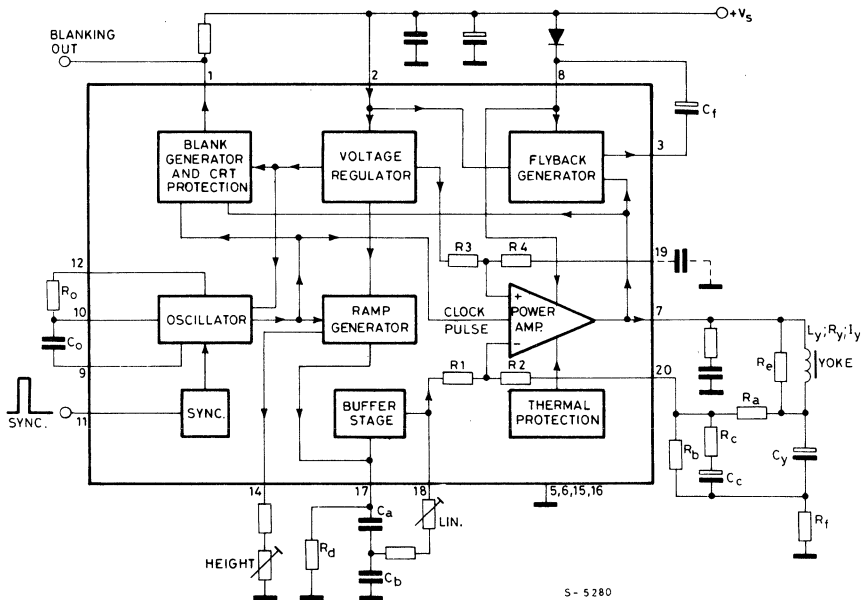 +Vs
BLANKING
OUT
1
2
8
Cf
3
BLANK
GENERATOR
AND CRT
PROTECTION
VOLTAGE
REGULATOR
FLYBACK
GENERATOR
R3
R4
19
12
Ro
10
Co
9
OSCILLATOR
RAMP
GENERATOR
CLOCK
PULSE
+
POWER
AMP.
−
7
Ly;Ry;Iy
YOKE
Re
R1
R2
20
Ra
SYNC.
11
SYNC.
BUFFER
STAGE
THERMAL
PROTECTION
Rb
Rc
Cc
Cy
14
17
18
5,6,15,16
Ca
LIN.
Rf
HEIGHT
Rd
Cb
S-5280